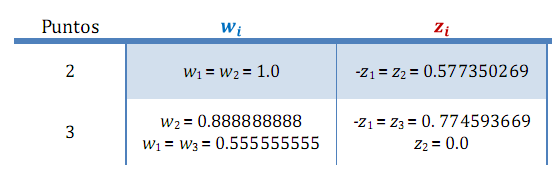 Puntos wᵢ zᵢ
2 w₁ = w₂ = 1.0 -z₁ = z₂ = 0.577350269
3 w₂ = 0.888888888 -z₁ = z₃ = 0. 774593669
w₁ = w₃ = 0.555555555 z₂ = 0.0